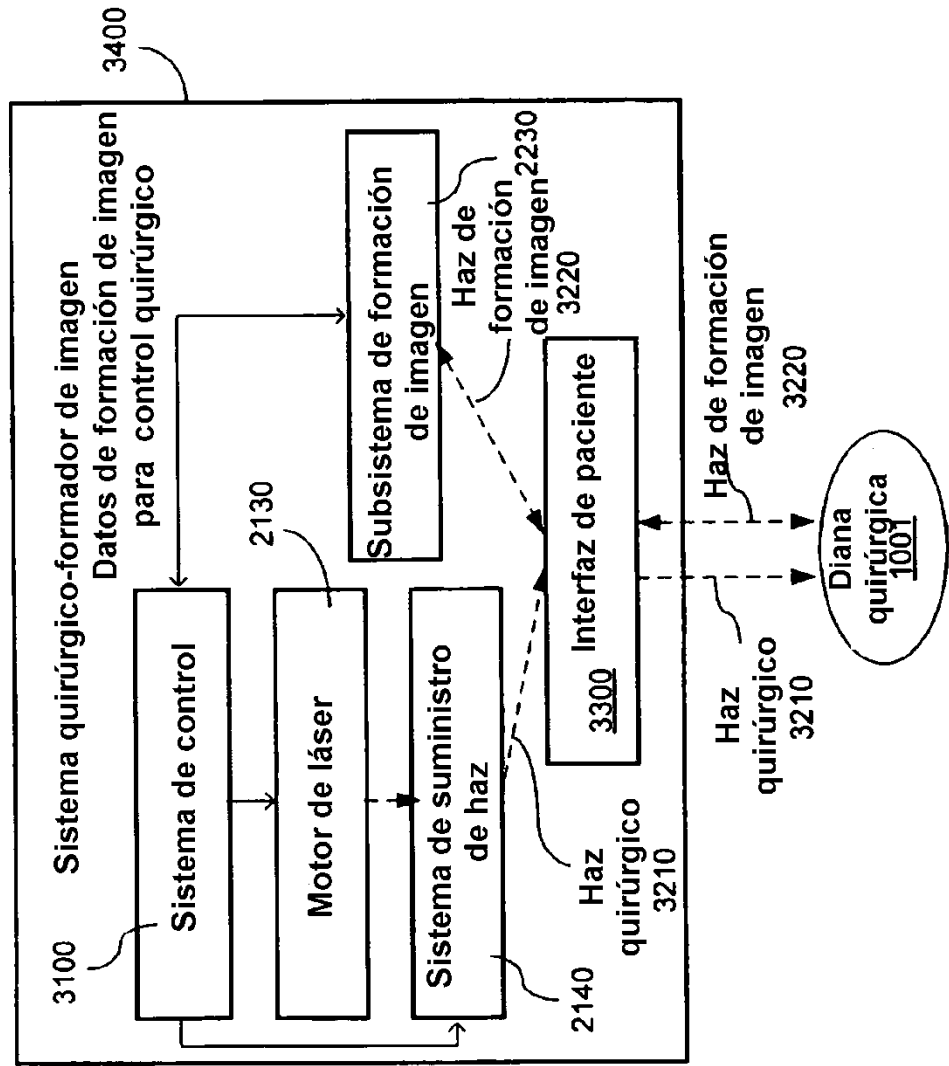 Sistema quirúrgico-formador de imagen
Datos de formación de imagen
para control quirúrgico
3400
3100
Sistema de control
2130
Motor de láser
Subsistema de formación
de imagen
2230
Sistema de suministro
de haz
2140
Haz de
formación
de imagen
3220
Haz
quirúrgico
3210
3300 Interfaz de paciente
Haz
quirúrgico
3210
Haz de formación
de imagen
3220
Diana
quirúrgica
1001